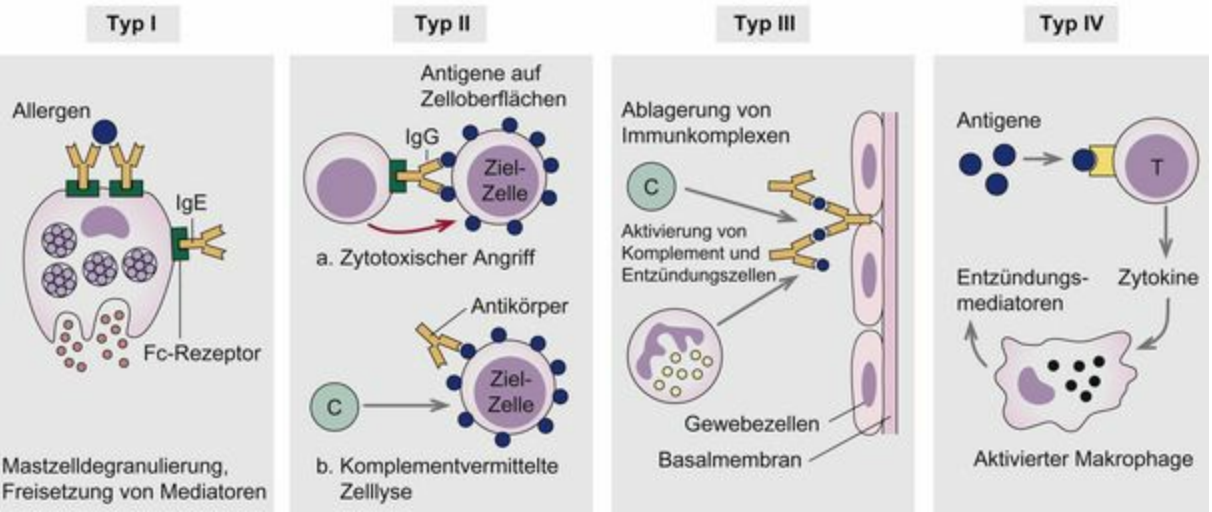 Typ I
Allergen
IgE
Fc-Rezeptor
Mastzelldegranulierung,
Freisetzung von Mediatoren
Typ II
Antigene auf
Zelloberflächen
IgG
Ziel-
Zelle
a. Zytotoxischer Angriff
Antikörper
Ziel-
Zelle
C
b. Komplementvermittelte
Zelllyse
Typ III
Ablagerung von
Immunkomplexen
C
Aktivierung von
Komplement und
Entzündungszellen
Gewebezellen
Basalmembran
Typ IV
Antigene
T
Entzündungs-
mediatoren
Zytokine
Aktivierter Makrophage